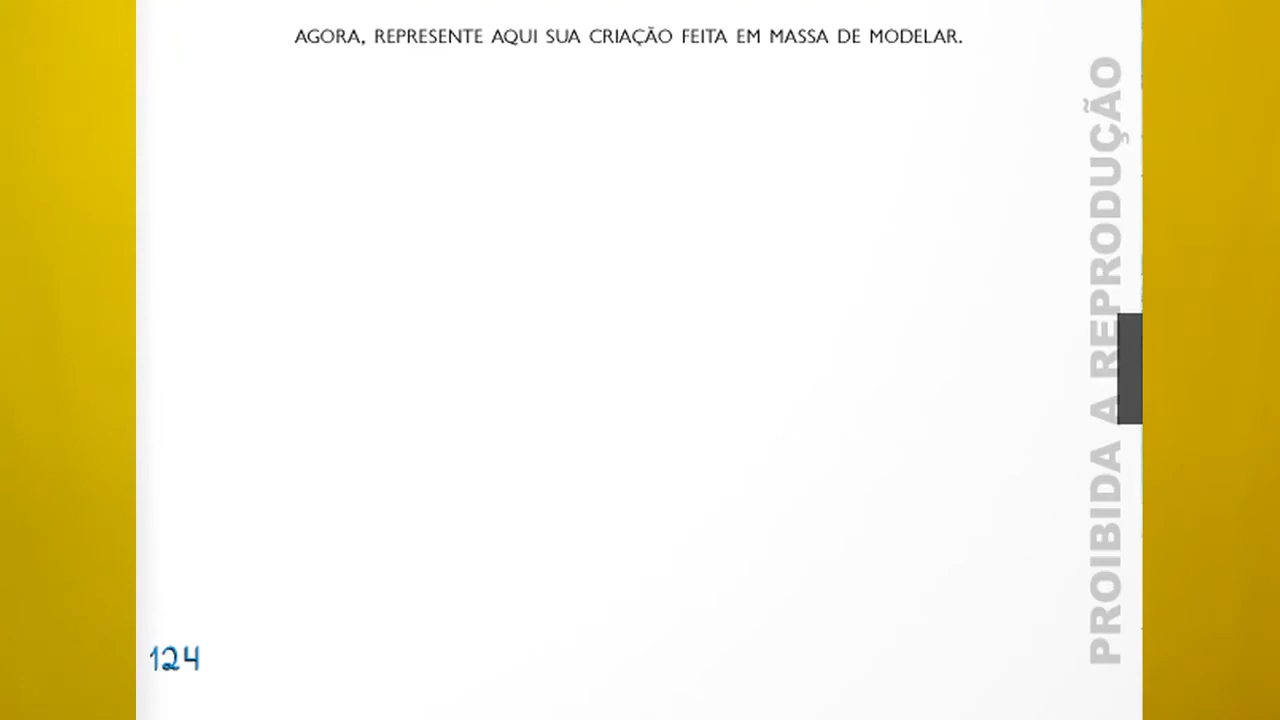 AGORA, REPRESENTE AQUI SUA CRIAÇÃO FEITA EM MASSA DE MODELAR.
PROIBIDA A REPRODUÇÃO
124